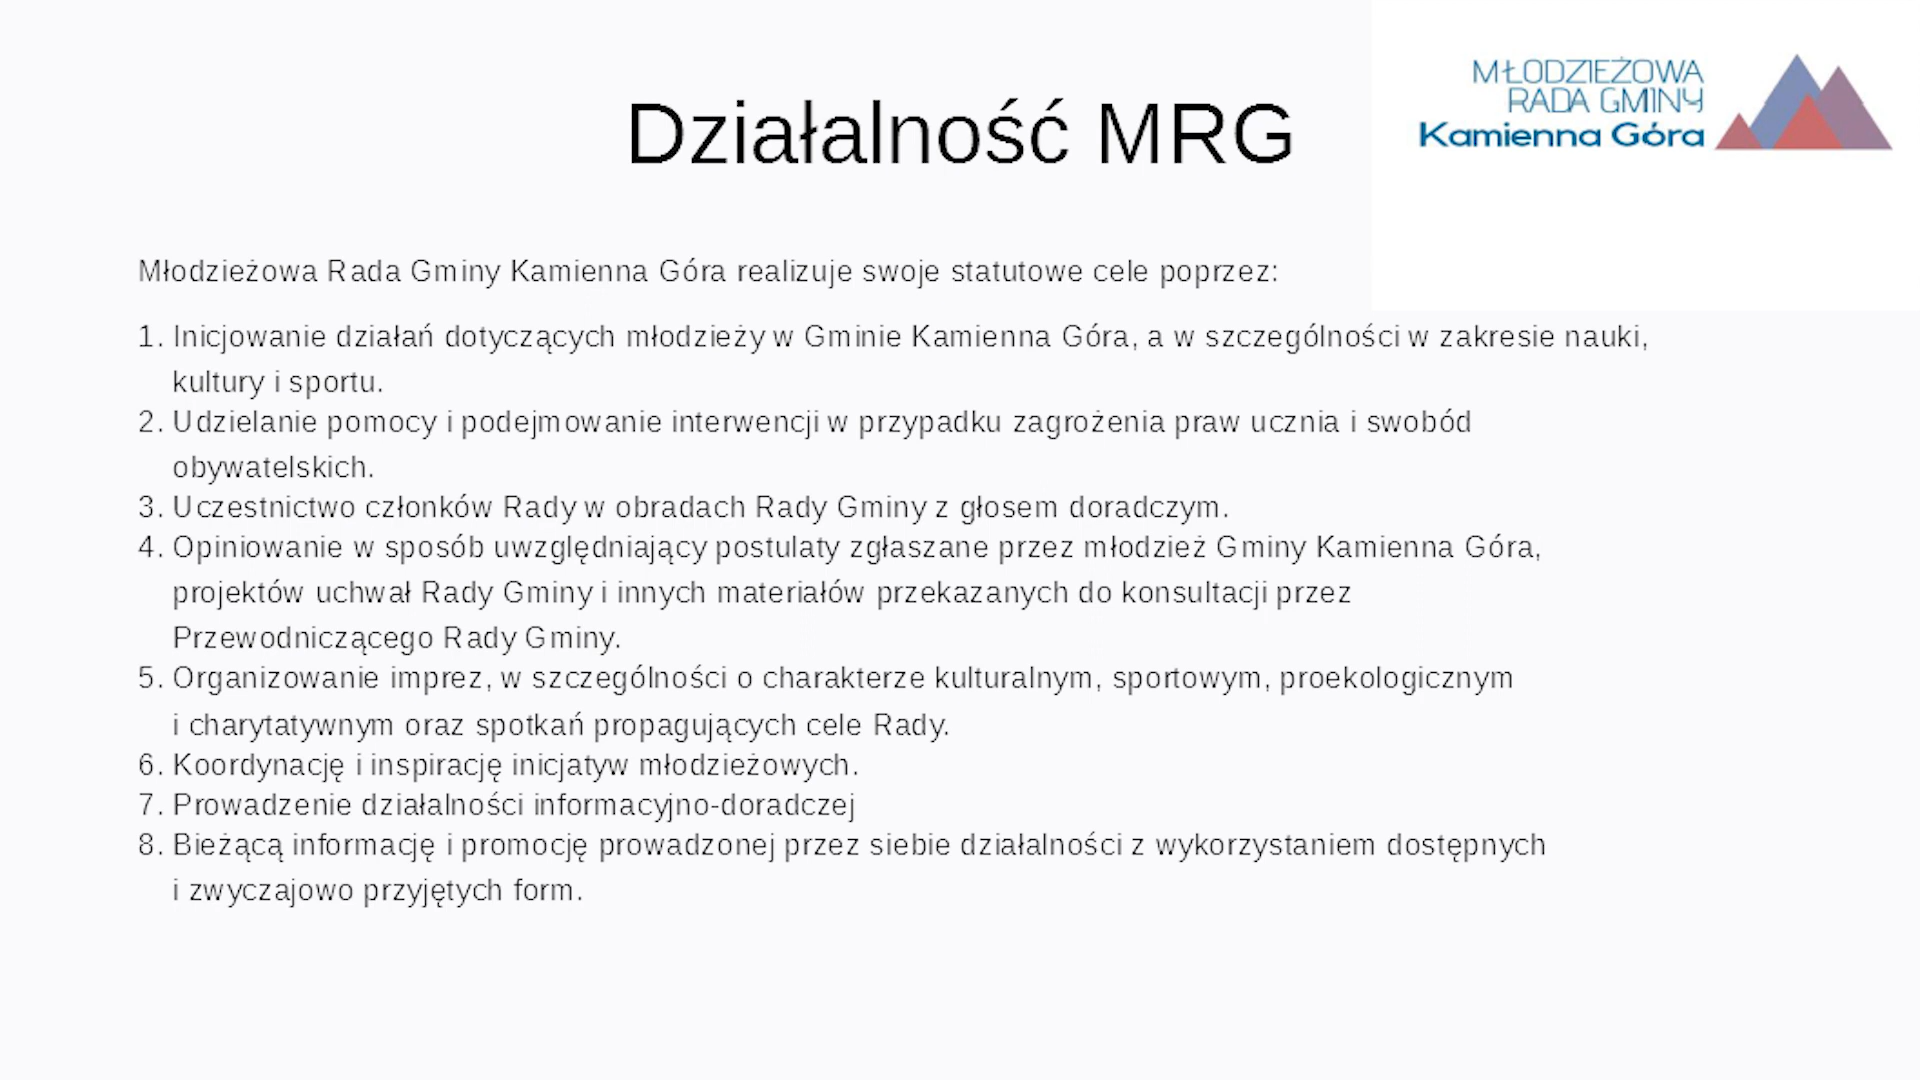 MŁODZIEŻOWA
RADA GMINY
Kamienna Góra
Działalność MRG
Młodzieżowa Rada Gminy Kamienna Góra realizuje swoje statutowe cele poprzez:
1. Inicjowanie działań dotyczących młodzieży w Gminie Kamienna Góra, a w szczególności w zakresie nauki,
kultury i sportu.
2. Udzielanie pomocy i podejmowanie interwencji w przypadku zagrożenia praw ucznia i swobód
obywatelskich.
3. Uczestnictwo członków Rady w obradach Rady Gminy z głosem doradczym.
4. Opiniowanie w sposób uwzględniający postulaty zgłaszane przez młodzież Gminy Kamienna Góra,
projektów uchwał Rady Gminy i innych materiałów przekazanych do konsultacji przez
Przewodniczącego Rady Gminy.
5. Organizowanie imprez, w szczególności o charakterze kulturalnym, sportowym, proekologicznym
i charytatywnym oraz spotkań propagujących cele Rady.
6. Koordynację i inspirację inicjatyw młodzieżowych.
7. Prowadzenie działalności informacyjno-doradczej
8. Bieżącą informację i promocję prowadzonej przez siebie działalności z wykorzystaniem dostępnych
i zwyczajowo przyjętych form.